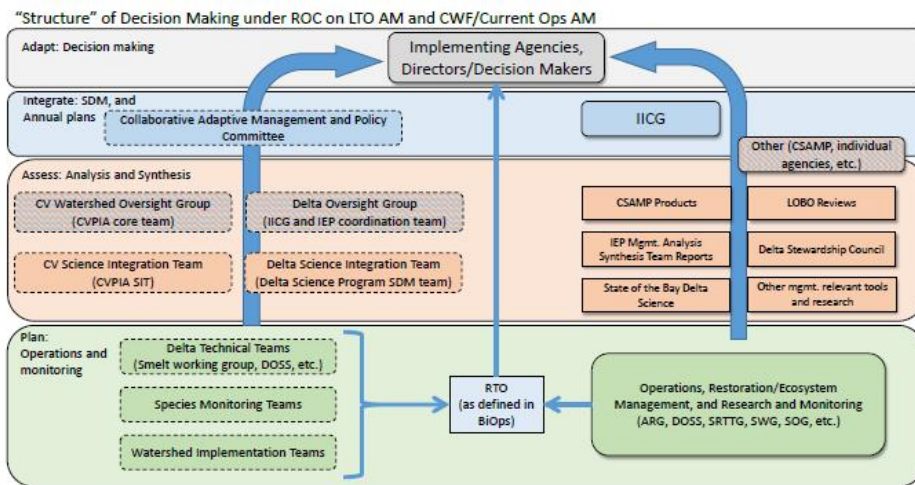 “Structure” of Decision Making under ROC on LTO AM and CWF/Current Ops AM
Adapt: Decision making
Implementing Agencies,
Directors/Decision Makers
Integrate: SDM, and
Annual plans
Collaborative Adaptive Management and Policy
Committee
IICG
Other (CSAMP, individual
agencies, etc.)
Assess: Analysis and Synthesis
CV Watershed Oversight Group
(CVPIA core team)
Delta Oversight Group
(IICG and IEP coordination team)
CSAMP Products
LOBO Reviews
CV Science Integration Team
(CVPIA SIT)
Delta Science Integration Team
(Delta Science Program SDM team)
IEP Mgmt. Analysis
Synthesis Team Reports
Delta Stewardship Council
State of the Bay Delta
Science
Other mgmt. relevant tools
and research
Plan:
Operations and
monitoring
Delta Technical Teams
(Smelt working group, DOSS, etc.)
Species Monitoring Teams
Watershed Implementation Teams
RTO
(as defined in
BiOps)
Operations, Restoration/Ecosystem
Management, and Research and Monitoring
(ARG, DOSS, SRTTG, SWG, SOG, etc.)